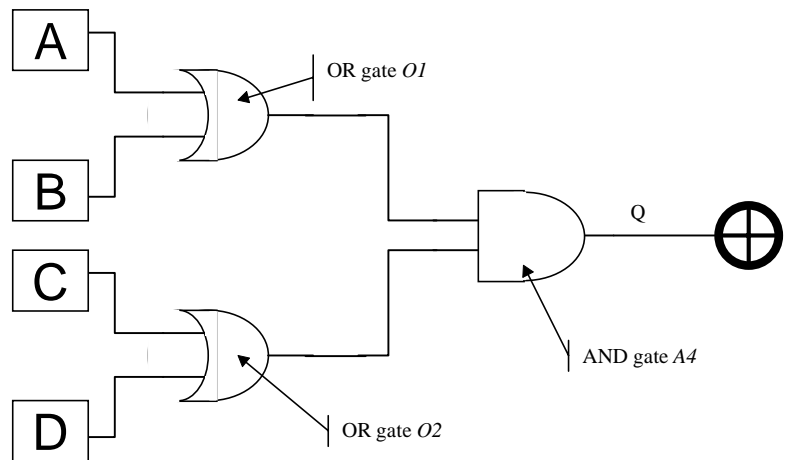 A
OR gate O1
B
Q
C
AND gate A4
D
OR gate O2